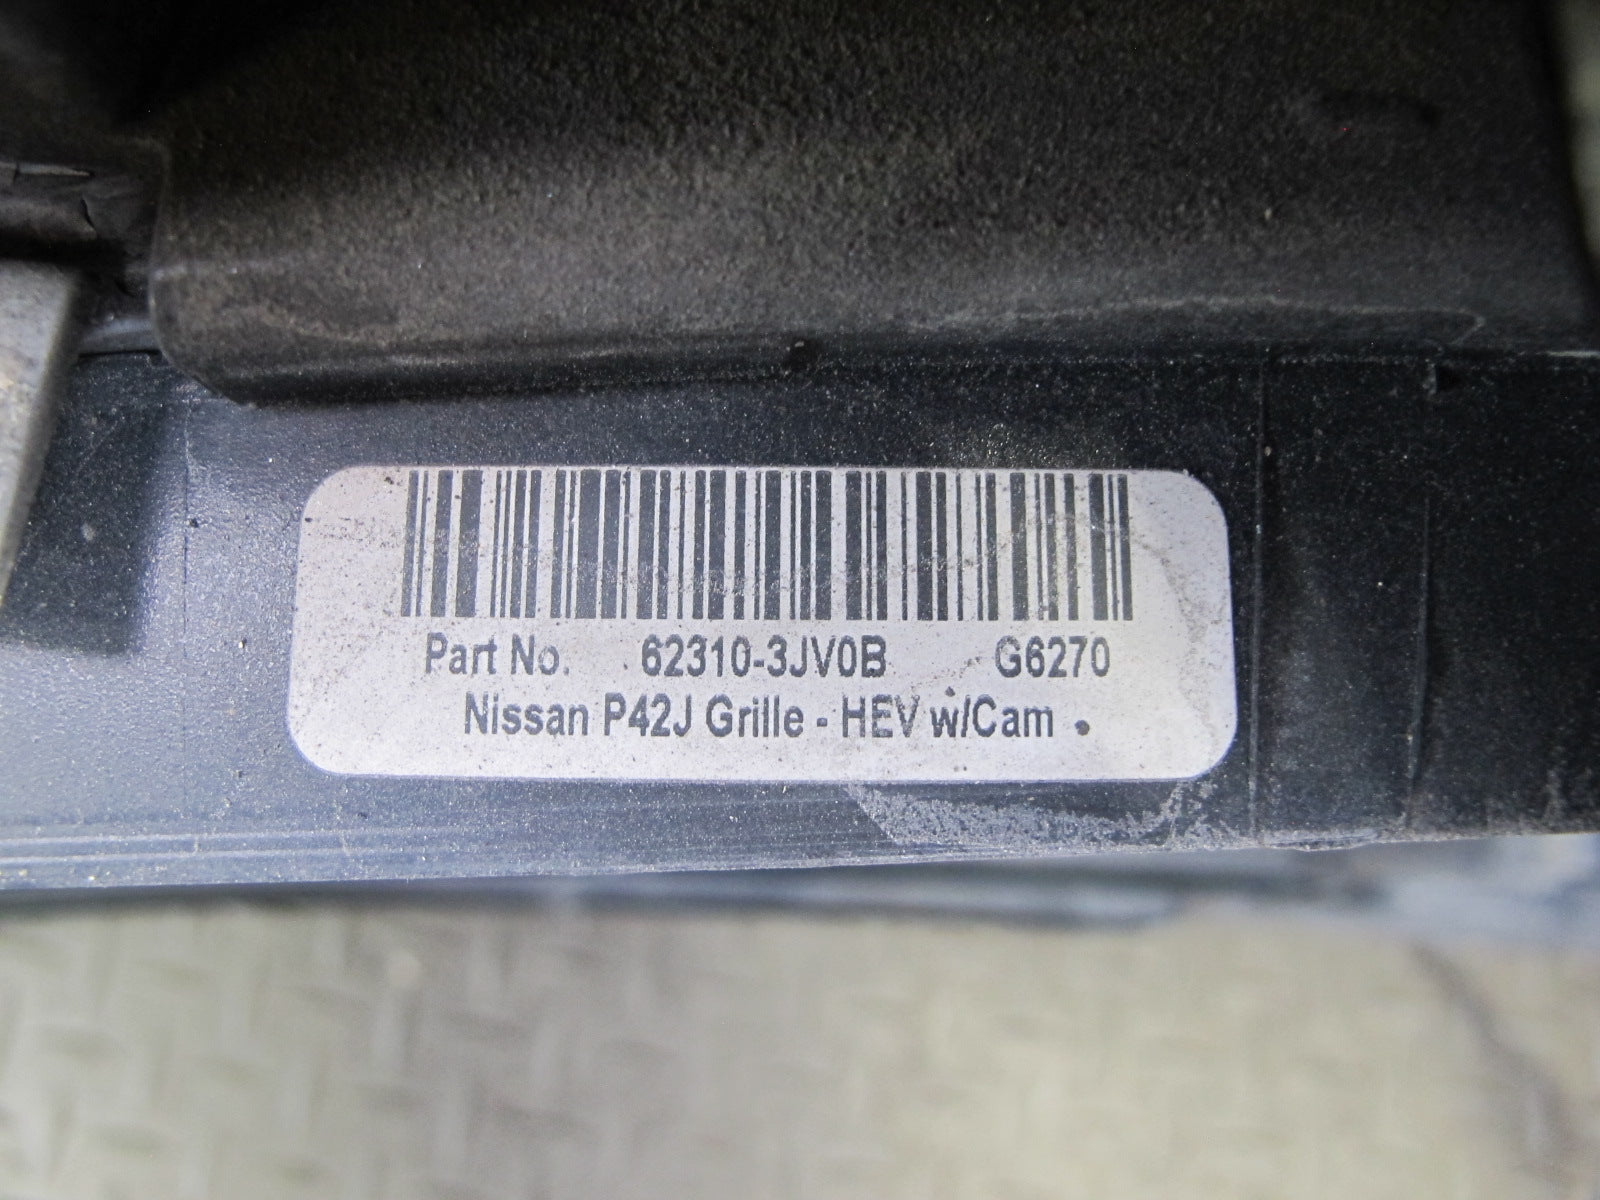 Part No. 62310-3JV0B G6270
Nissan P42J Grille - HEV w/Cam